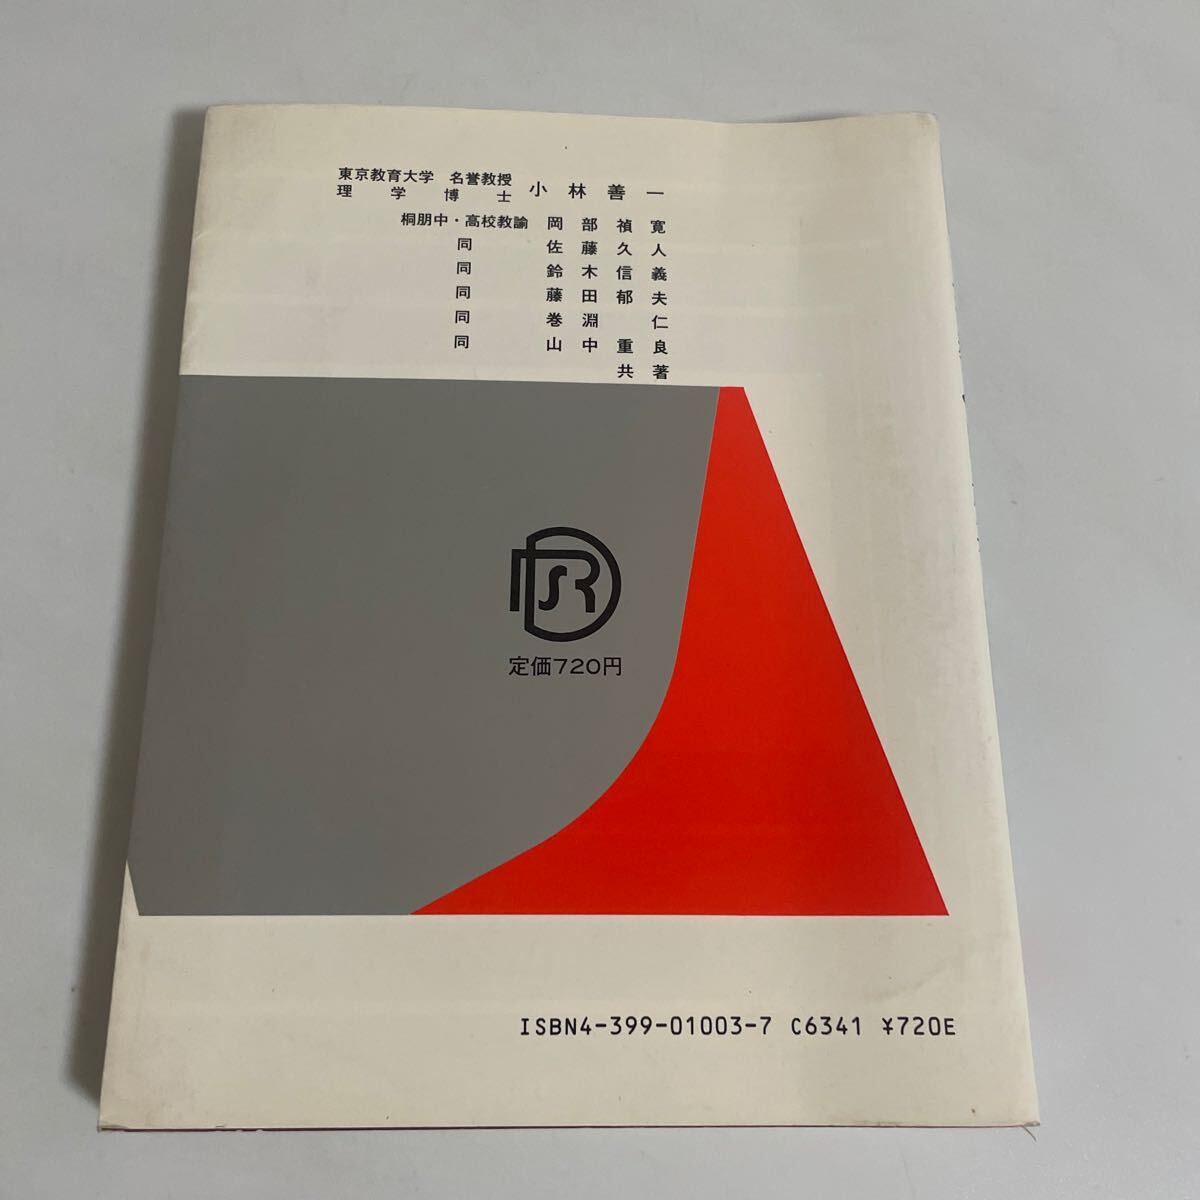 東京教育大学 名誉教授
理学博士 小林善一
桐朋中・高校教諭 岡部禎寛
同 佐藤久人
同 鈴木信義
同 藤田郁夫
同 巻淵 仁
同 山中重良
共著
定価720円
ISBN4-399-01003-7 C6341 ¥720E